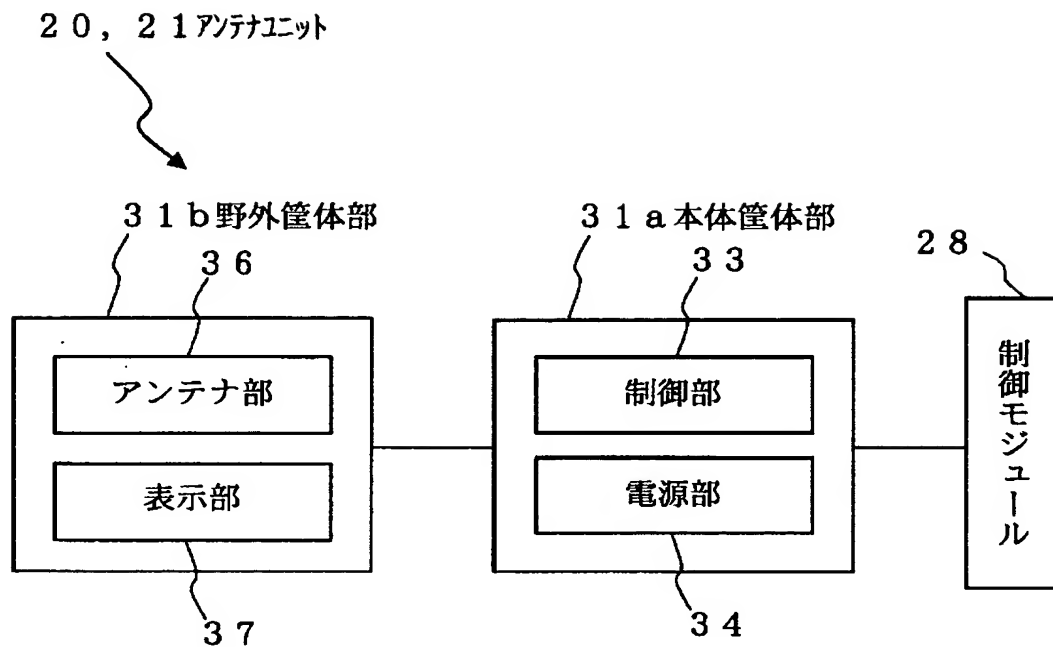 20,21アンテナユニット
31b野外筐体部
31a本体筐体部
28
36
33
アンテナ部
制御部
制御モジュール
表示部
電源部
37
34